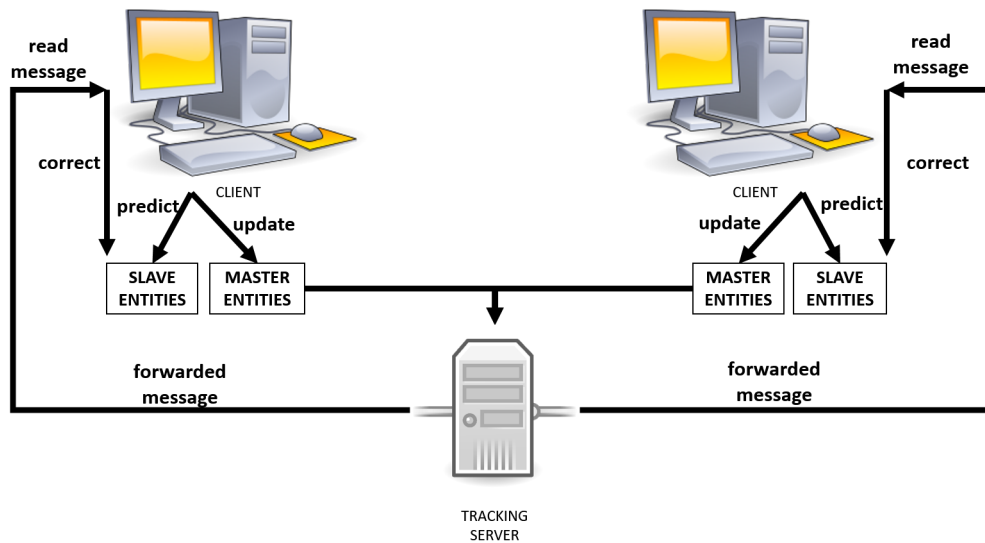 read
message
read
message
correct
correct
CLIENT
CLIENT
predict
update
update
predict
SLAVE
ENTITIES
MASTER
ENTITIES
MASTER
ENTITIES
SLAVE
ENTITIES
forwarded
message
forwarded
message
TRACKING
SERVER